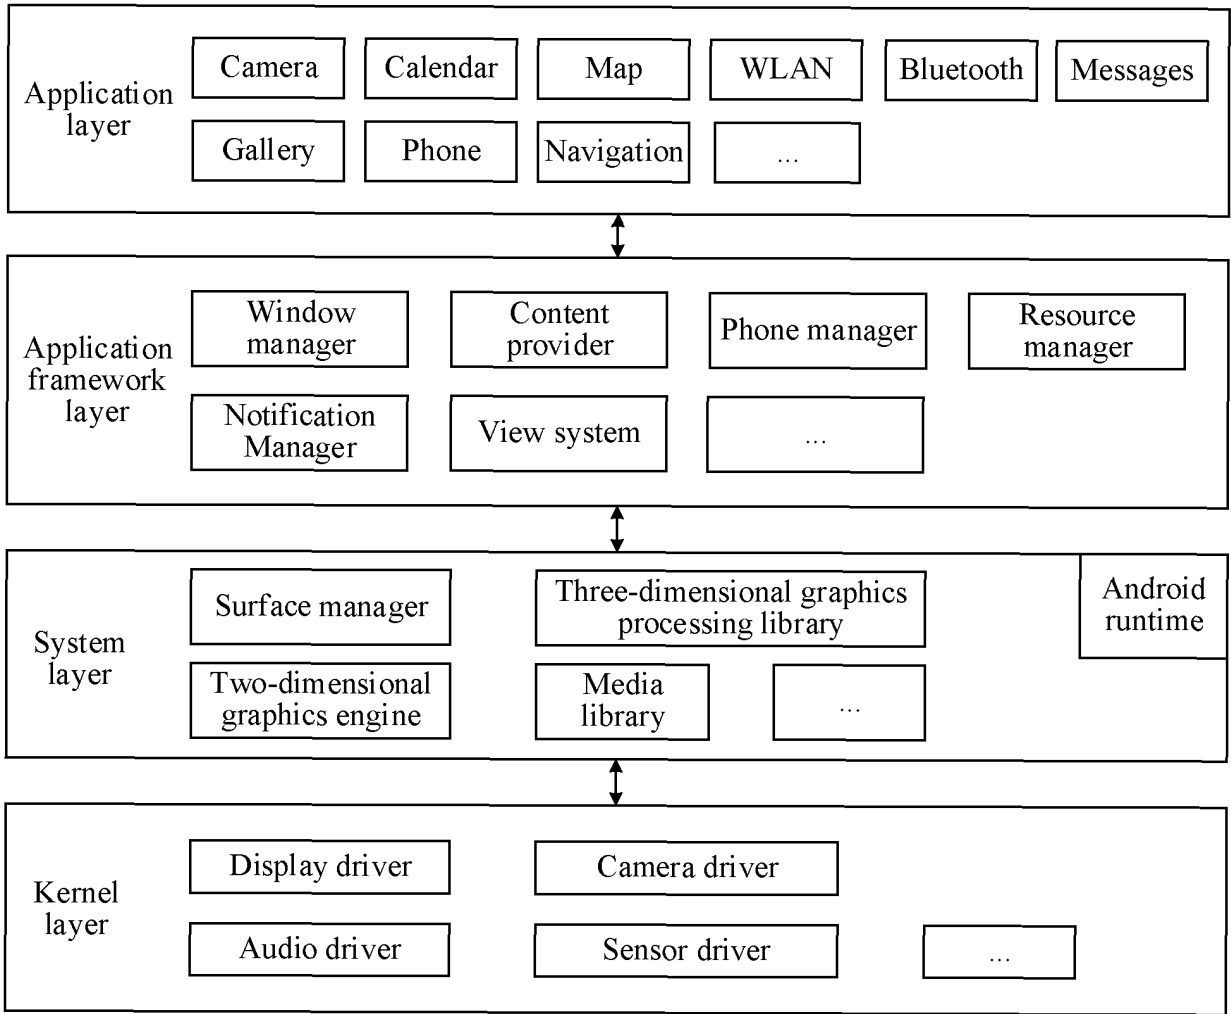 Application
layer
Camera
Calendar
Map
WLAN
Bluetooth
Messages
Gallery
Phone
Navigation
...
Application
framework
layer
Window
manager
Content
provider
Phone manager
Resource
manager
Notification
Manager
View system
...
System
layer
Surface manager
Three-dimensional graphics
processing library
Android
runtime
Two-dimensional
graphics engine
Media
library
...
Kernel
layer
Display driver
Camera driver
Audio driver
Sensor driver
...